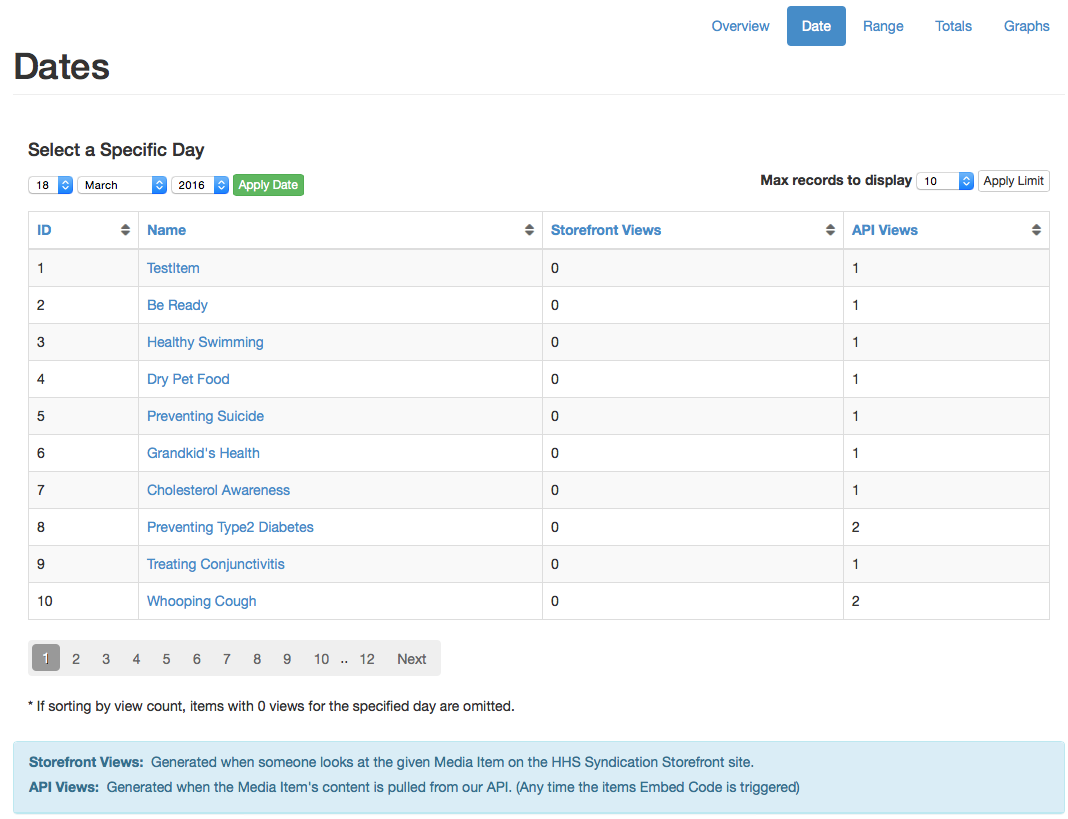 Overview Date Range Totals Graphs
Dates
Select a Specific Day
18 March 2016 Apply Date Max records to display 10 Apply Limit
ID Name Storefront Views API Views
1 TestItem 0 1
2 Be Ready 0 1
3 Healthy Swimming 0 1
4 Dry Pet Food 0 1
5 Preventing Suicide 0 1
6 Grandkid's Health 0 1
7 Cholesterol Awareness 0 1
8 Preventing Type2 Diabetes 0 2
9 Treating Conjunctivitis 0 1
10 Whooping Cough 0 2
1 2 3 4 5 6 7 8 9 10 .. 12 Next
* If sorting by view count, items with 0 views for the specified day are omitted.
Storefront Views: Generated when someone looks at the given Media Item on the HHS Syndication Storefront site.
API Views: Generated when the Media Item's content is pulled from our API. (Any time the items Embed Code is triggered)